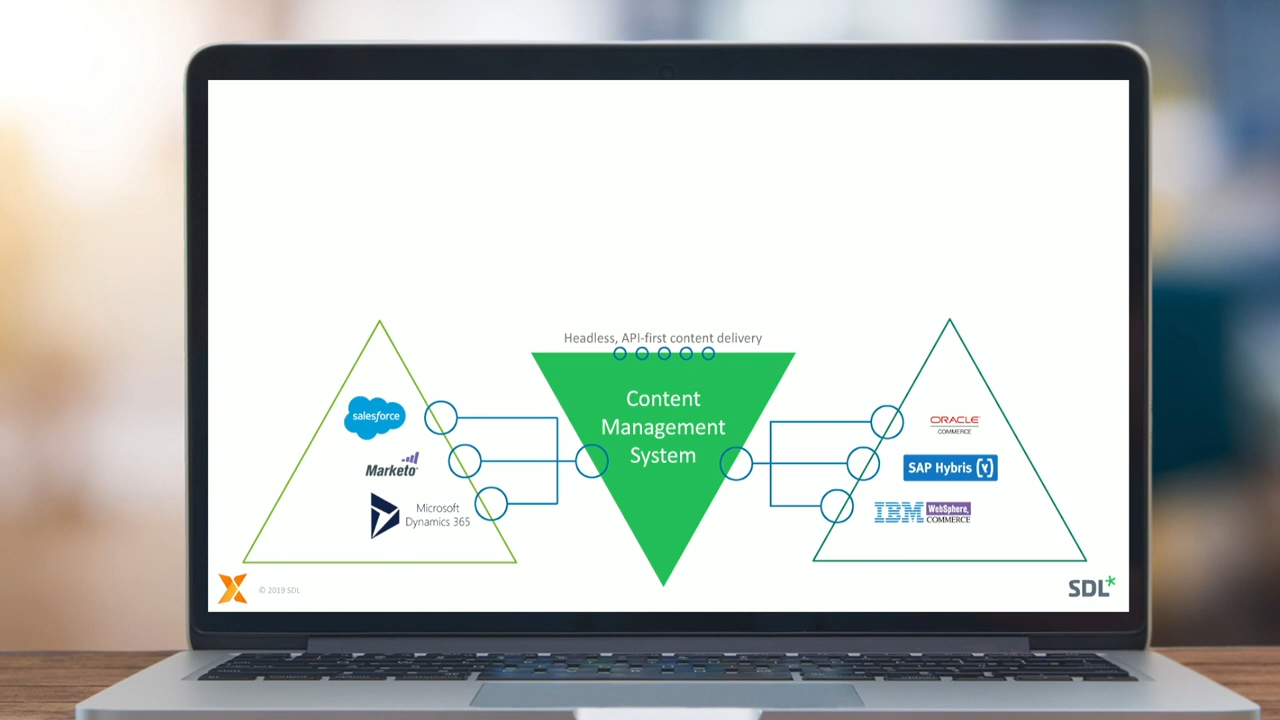 Headless, API-first content delivery
Content
Management
System
salesforce
Marketo
Microsoft
Dynamics 365
ORACLE
COMMERCE
SAP Hybris (Y)
IBM WebSphere.
COMMERCE
© 2019 SDL
SDL*